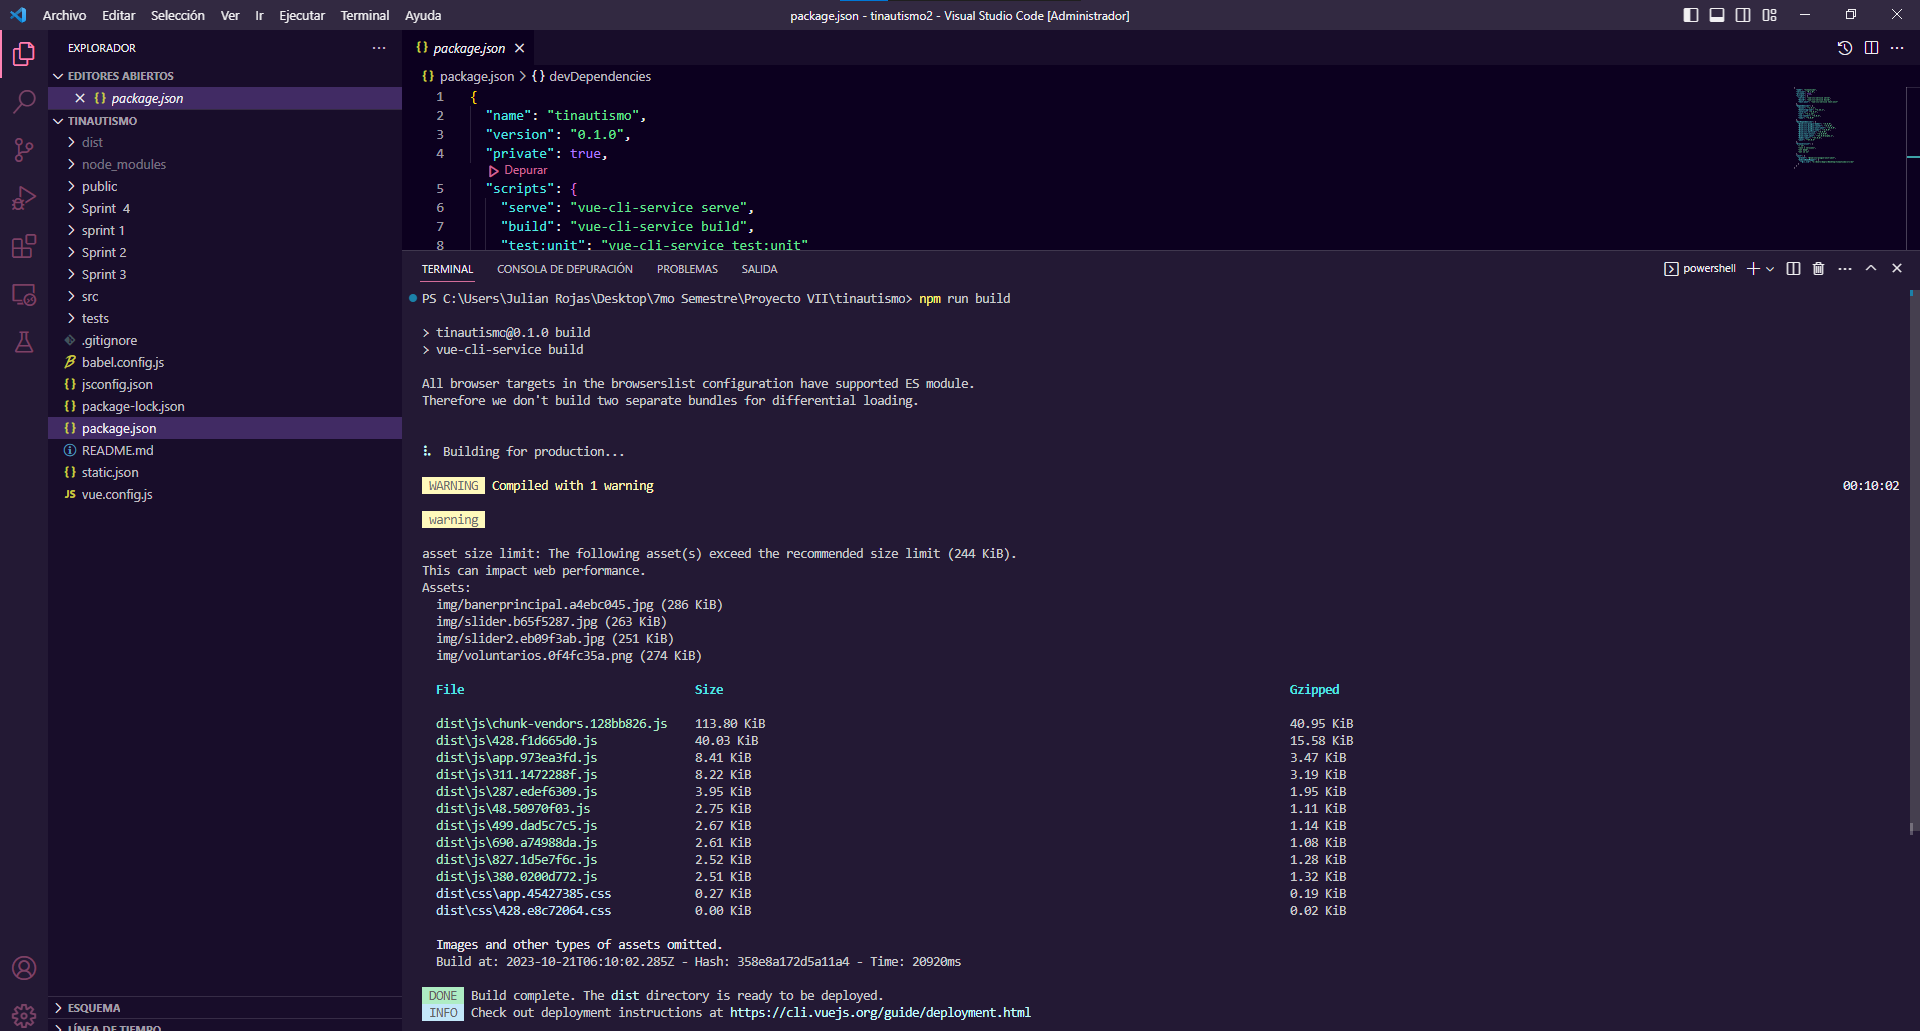 Archivo Editar Selección Ver Ir Ejecutar Terminal Ayuda
package.json - tinautismo2 - Visual Studio Code [Administrador]
EXPLORADOR
EDITORES ABIERTOS
{} package.json
TINAUTISMO
dist
node_modules
public
Sprint 4
sprint 1
Sprint 2
Sprint 3
src
tests
.gitignore
babel.config.js
{} jsconfig.json
{} package-lock.json
{} package.json
README.md
{} static.json
JS vue.config.js
ESQUEMA
LÍNEA DE TIEMPO
{} package.json
{} package.json > {} devDependencies
1 {
2 "name": "tinautismo",
3 "version": "0.1.0",
4 "private": true,
Depurar
5 "scripts": {
6 "serve": "vue-cli-service serve",
7 "build": "vue-cli-service build",
8 "test:unit": "vue-cli-service test:unit"
TERMINAL CONSOLA DE DEPURACIÓN PROBLEMAS SALIDA
powershell
PS C:\Users\Julian Rojas\Desktop\7mo Semestre\Proyecto VII\tinautismo> npm run build
> tinautismo@0.1.0 build
> vue-cli-service build
All browser targets in the browserslist configuration have supported ES module.
Therefore we don't build two separate bundles for differential loading.
Building for production...
WARNING Compiled with 1 warning 00:10:02
warning
asset size limit: The following asset(s) exceed the recommended size limit (244 KiB).
This can impact web performance.
Assets:
img/banerprincipal.a4ebc045.jpg (286 KiB)
img/slider.b65f5287.jpg (263 KiB)
img/slider2.eb09f3ab.jpg (251 KiB)
img/voluntarios.0f4fc35a.png (274 KiB)
File Size Gzipped
dist\js\chunk-vendors.128bb826.js 113.80 KiB 40.95 KiB
dist\js\428.f1d665d0.js 40.03 KiB 15.58 KiB
dist\js\app.973ea3fd.js 8.41 KiB 3.47 KiB
dist\js\311.1472288f.js 8.22 KiB 3.19 KiB
dist\js\287.edef6309.js 3.95 KiB 1.95 KiB
dist\js\48.50970f03.js 2.75 KiB 1.11 KiB
dist\js\499.dad5c7c5.js 2.67 KiB 1.14 KiB
dist\js\690.a74988da.js 2.61 KiB 1.08 KiB
dist\js\827.1d5e7f6c.js 2.52 KiB 1.28 KiB
dist\js\380.0200d772.js 2.51 KiB 1.32 KiB
dist\css\app.45427385.css 0.27 KiB 0.19 KiB
dist\css\428.e8c72064.css 0.00 KiB 0.02 KiB
Images and other types of assets omitted.
Build at: 2023-10-21T06:10:02.285Z - Hash: 358e8a172d5a11a4 - Time: 20920ms
DONE Build complete. The dist directory is ready to be deployed.
INFO Check out deployment instructions at https://cli.vuejs.org/guide/deployment.html